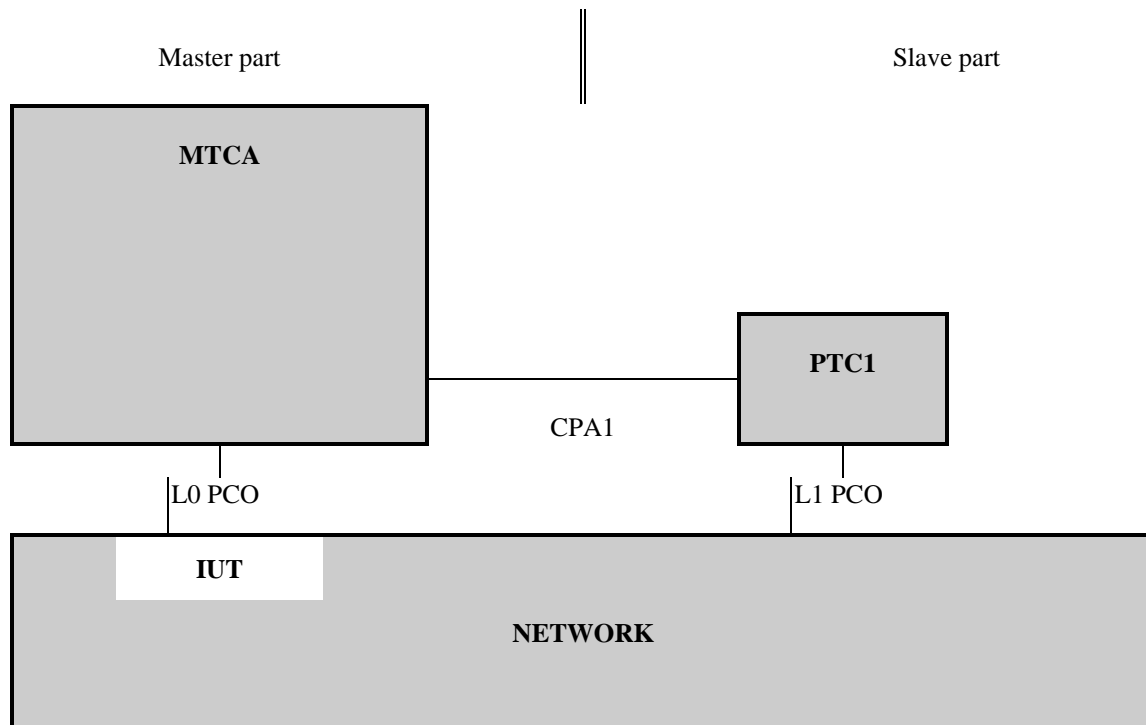 Master part
Slave part
MTCA
PTC1
CPA1
L0 PCO
L1 PCO
IUT
NETWORK